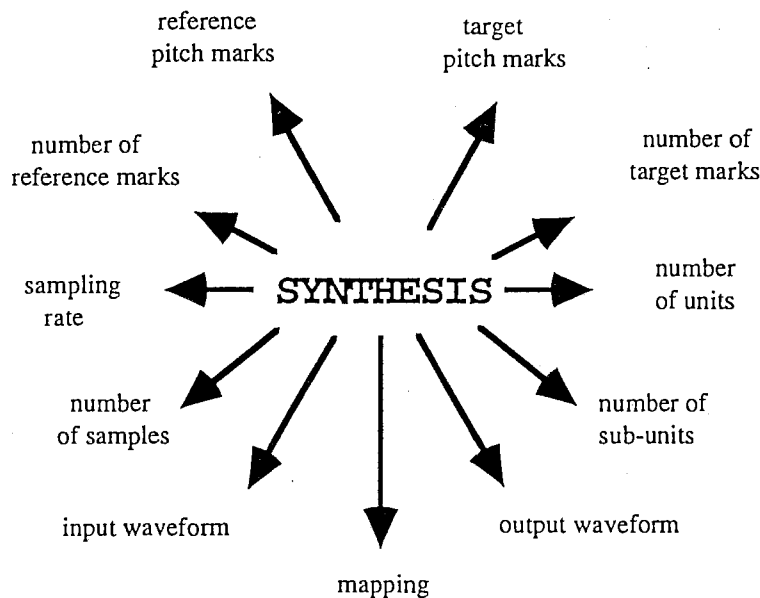 reference
pitch marks
target
pitch marks
number of
reference marks
number of
target marks
SYNTHESIS
sampling
rate
number
of units
number
of samples
number of
sub-units
input waveform
output waveform
mapping